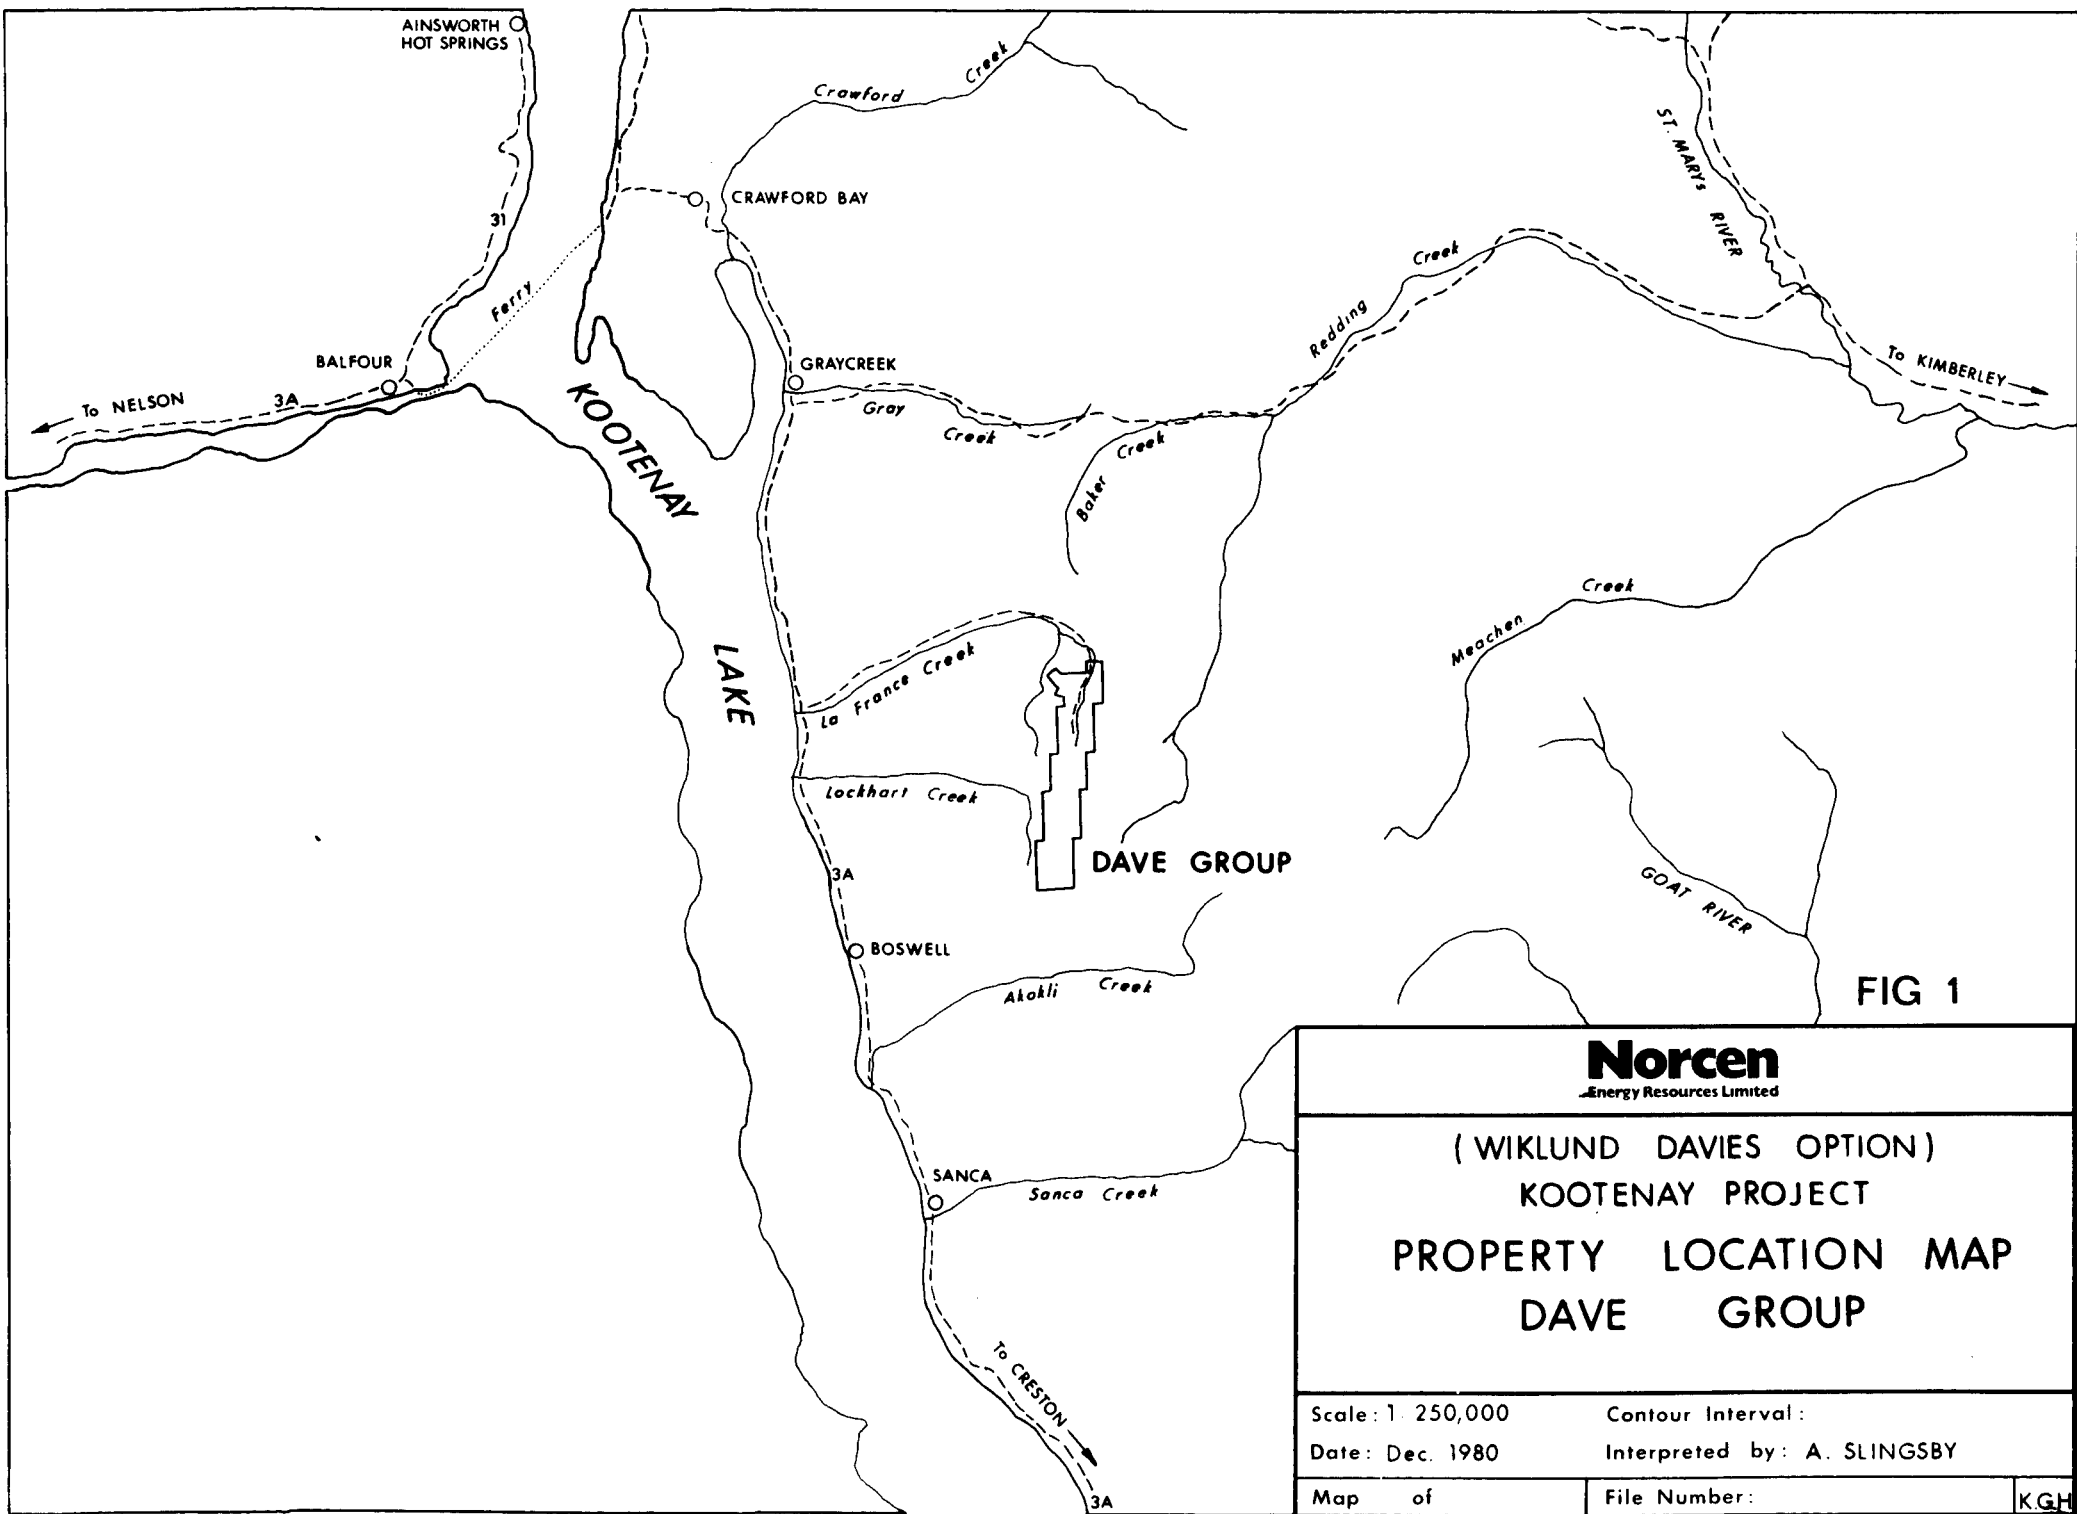 AINSWORTH
HOT SPRINGS
Crawford Creek
ST. MARYs RIVER
31
CRAWFORD BAY
Ferry
Redding Creek
BALFOUR
GRAYCREEK
To NELSON
3A
Gray Creek
To KIMBERLEY
KOOTENAY LAKE
Baker Creek
Meachen Creek
La France Creek
Lockhart Creek
DAVE GROUP
3A
GOAT RIVER
BOSWELL
Akokli Creek
FIG 1
SANCA
Sanca Creek
To CRESTON
3A
Norcen
Energy Resources Limited
(WIKLUND DAVIES OPTION)
KOOTENAY PROJECT
PROPERTY LOCATION MAP
DAVE GROUP
Scale: 1 250,000
Contour Interval:
Date: Dec. 1980
Interpreted by: A. SLINGSBY
Map of
File Number:
K.G.H